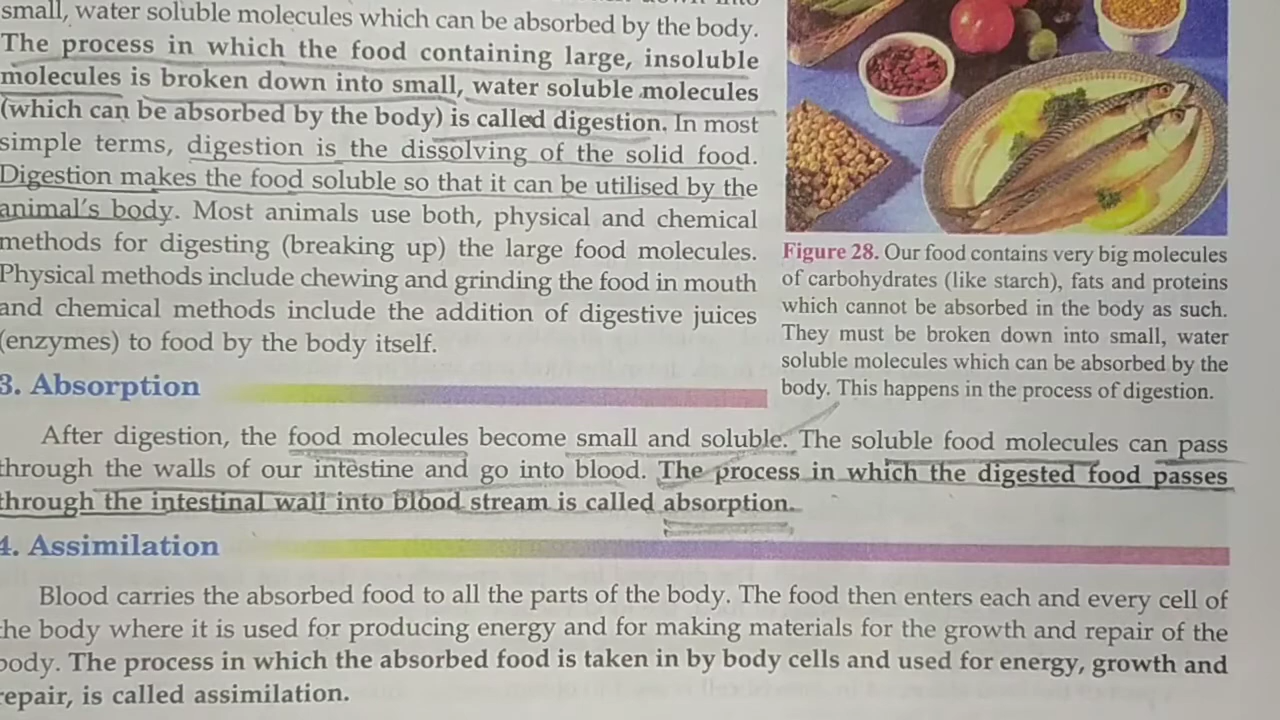 small, water soluble molecules which can be absorbed by the body.
The process in which the food containing large, insoluble
molecules is broken down into small, water soluble molecules
(which can be absorbed by the body) is called digestion. In most
simple terms, digestion is the dissolving of the solid food.
Digestion makes the food soluble so that it can be utilised by the
animal's body. Most animals use both, physical and chemical
methods for digesting (breaking up) the large food molecules.
Physical methods include chewing and grinding the food in mouth
and chemical methods include the addition of digestive juices
(enzymes) to food by the body itself.
Figure 28. Our food contains very big molecules
of carbohydrates (like starch), fats and proteins
which cannot be absorbed in the body as such.
They must be broken down into small, water
soluble molecules which can be absorbed by the
body. This happens in the process of digestion.
3. Absorption
After digestion, the food molecules become small and soluble. The soluble food molecules can pass
through the walls of our intestine and go into blood. The process in which the digested food passes
through the intestinal wall into blood stream is called absorption.
4. Assimilation
Blood carries the absorbed food to all the parts of the body. The food then enters each and every cell of
the body where it is used for producing energy and for making materials for the growth and repair of the
body. The process in which the absorbed food is taken in by body cells and used for energy, growth and
repair, is called assimilation.